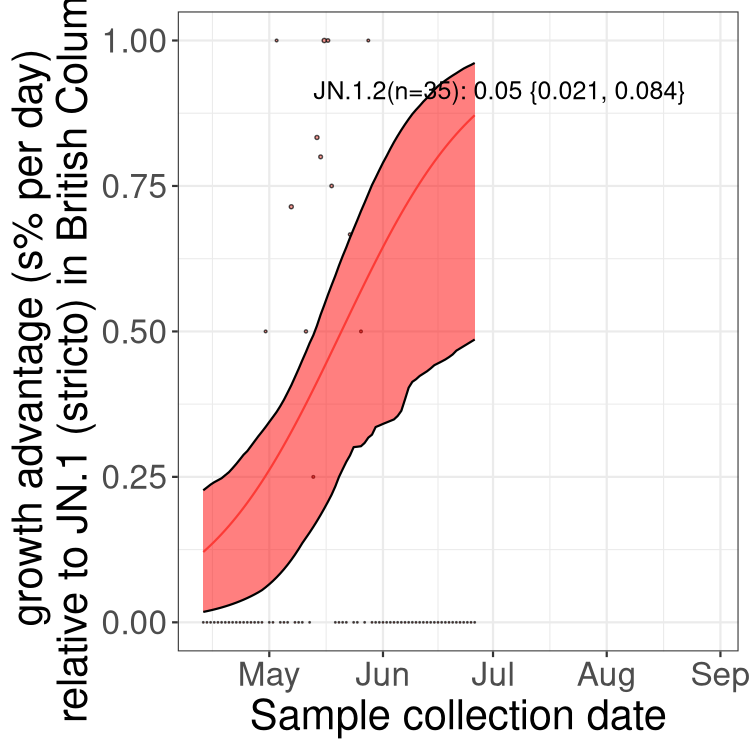 growth advantage (s% per day)
relative to JN.1 (stricto) in British Colum
1.00
0.75
0.50
0.25
0.00
JN.1.2(n=35): 0.05 {0.021, 0.084}
May Jun Jul Aug Sep
Sample collection date